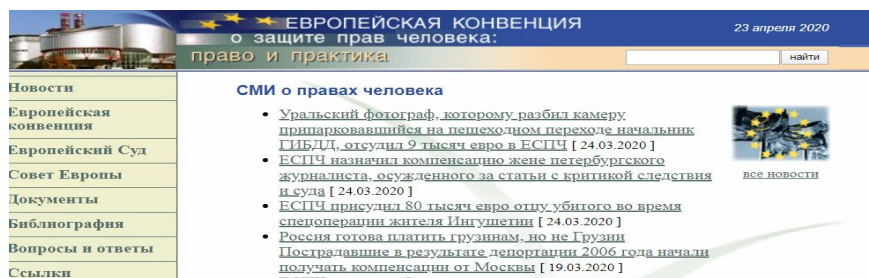 ЕВРОПЕЙСКАЯ КОНВЕНЦИЯ
о защите прав человека:
право и практика
23 апреля 2020
найти
Новости
Европейская
конвенция
Европейский Суд
Совет Европы
Документы
Библиография
Вопросы и ответы
Ссылки
СМИ о правах человека
Уральский фотограф, которому разбил камеру
припарковавшийся на пешеходном переходе начальник
ГИБДД, отсудил 9 тысяч евро в ЕСПЧ [ 24.03.2020 ]
ЕСПЧ назначил компенсацию жене петербургского
журналиста, осужденного за статьи с критикой следствия
и суда [ 24.03.2020 ]
ЕСПЧ присудил 80 тысяч евро отцу убитого во время
спецоперации жителя Ингушетии [ 24.03.2020 ]
Россия готова платить грузинам, но не Грузии
Пострадавшие в результате депортации 2006 года начали
получать компенсации от Москвы [ 19.03.2020 ]
все новости